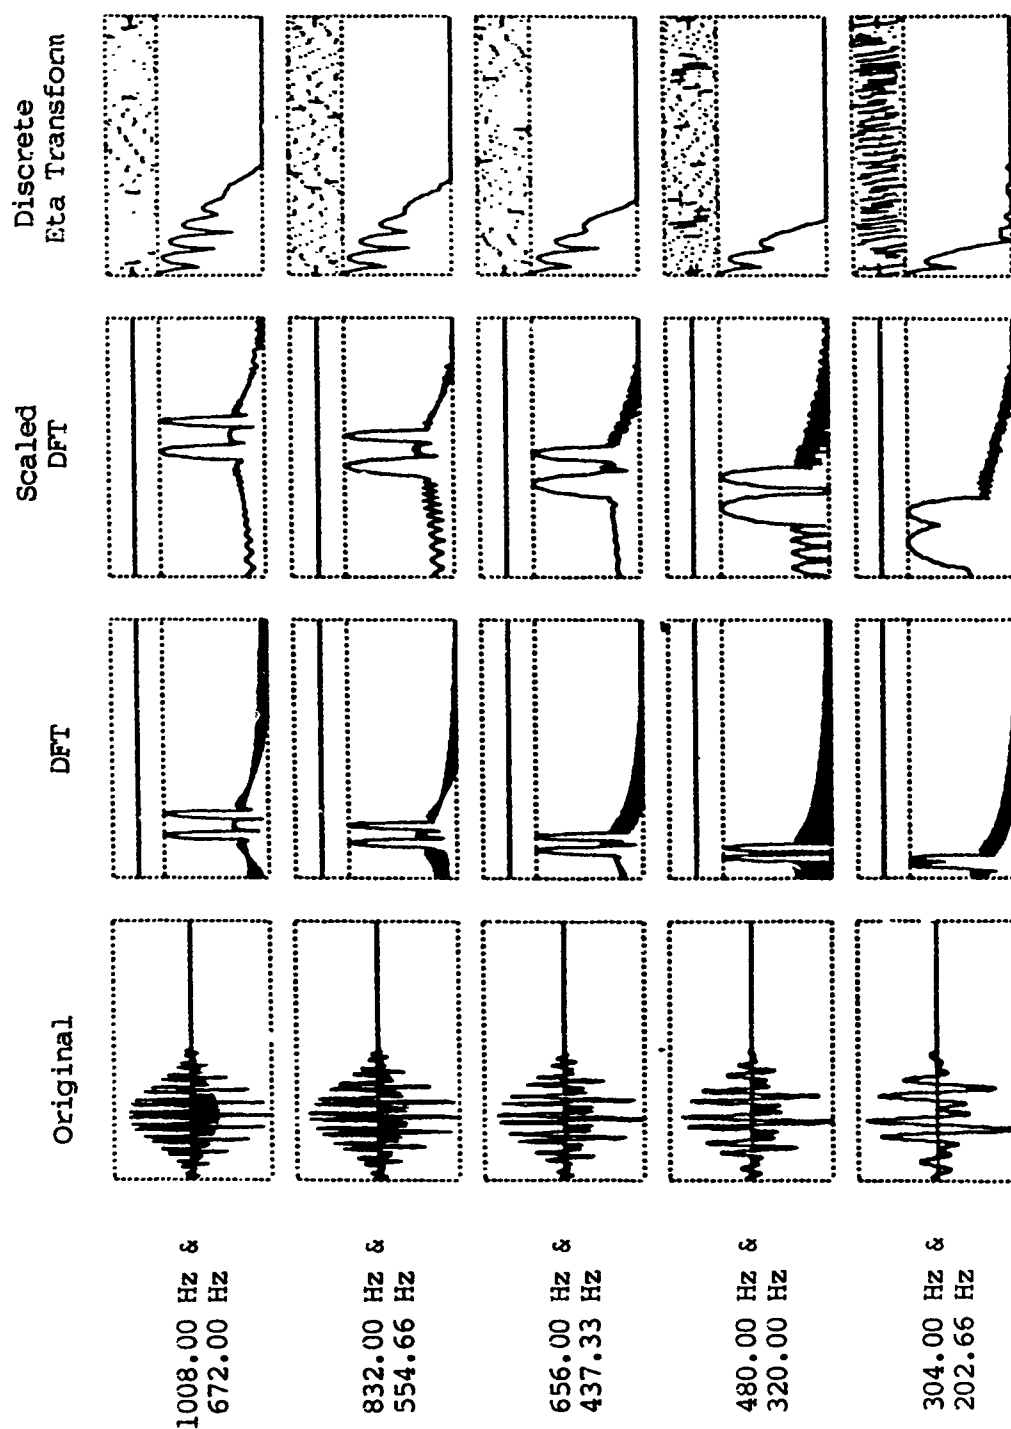 Original
DFT
Scaled
DFT
Discrete
Eta Transform
1008.00 Hz &
672.00 Hz
832.00 Hz &
554.66 Hz
656.00 Hz &
437.33 Hz
480.00 Hz &
320.00 Hz
304.00 Hz &
202.66 Hz